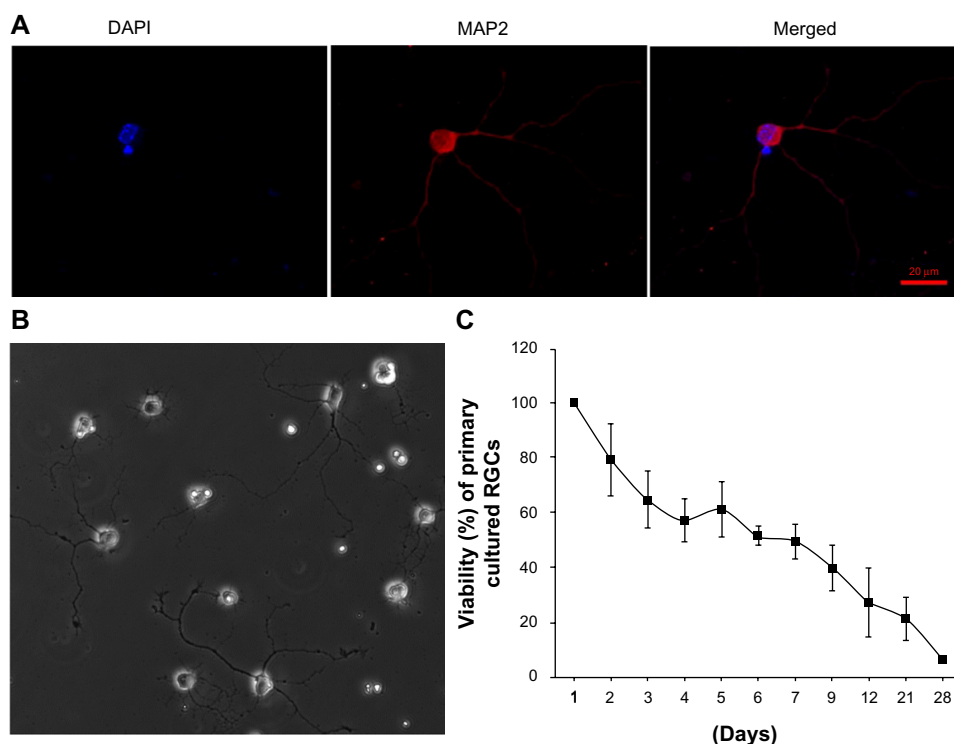 A
DAPI
MAP2
Merged
20 μm
B
C
Viability (%) of primary
cultured RGCs
120
100
80
60
40
20
0
1 2 3 4 5 6 7 9 12 21 28
(Days)